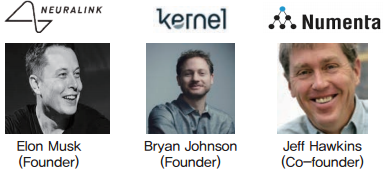 NEURALINK
kernel
Numenta
Elon Musk
(Founder)
Bryan Johnson
(Founder)
Jeff Hawkins
(Co-founder)